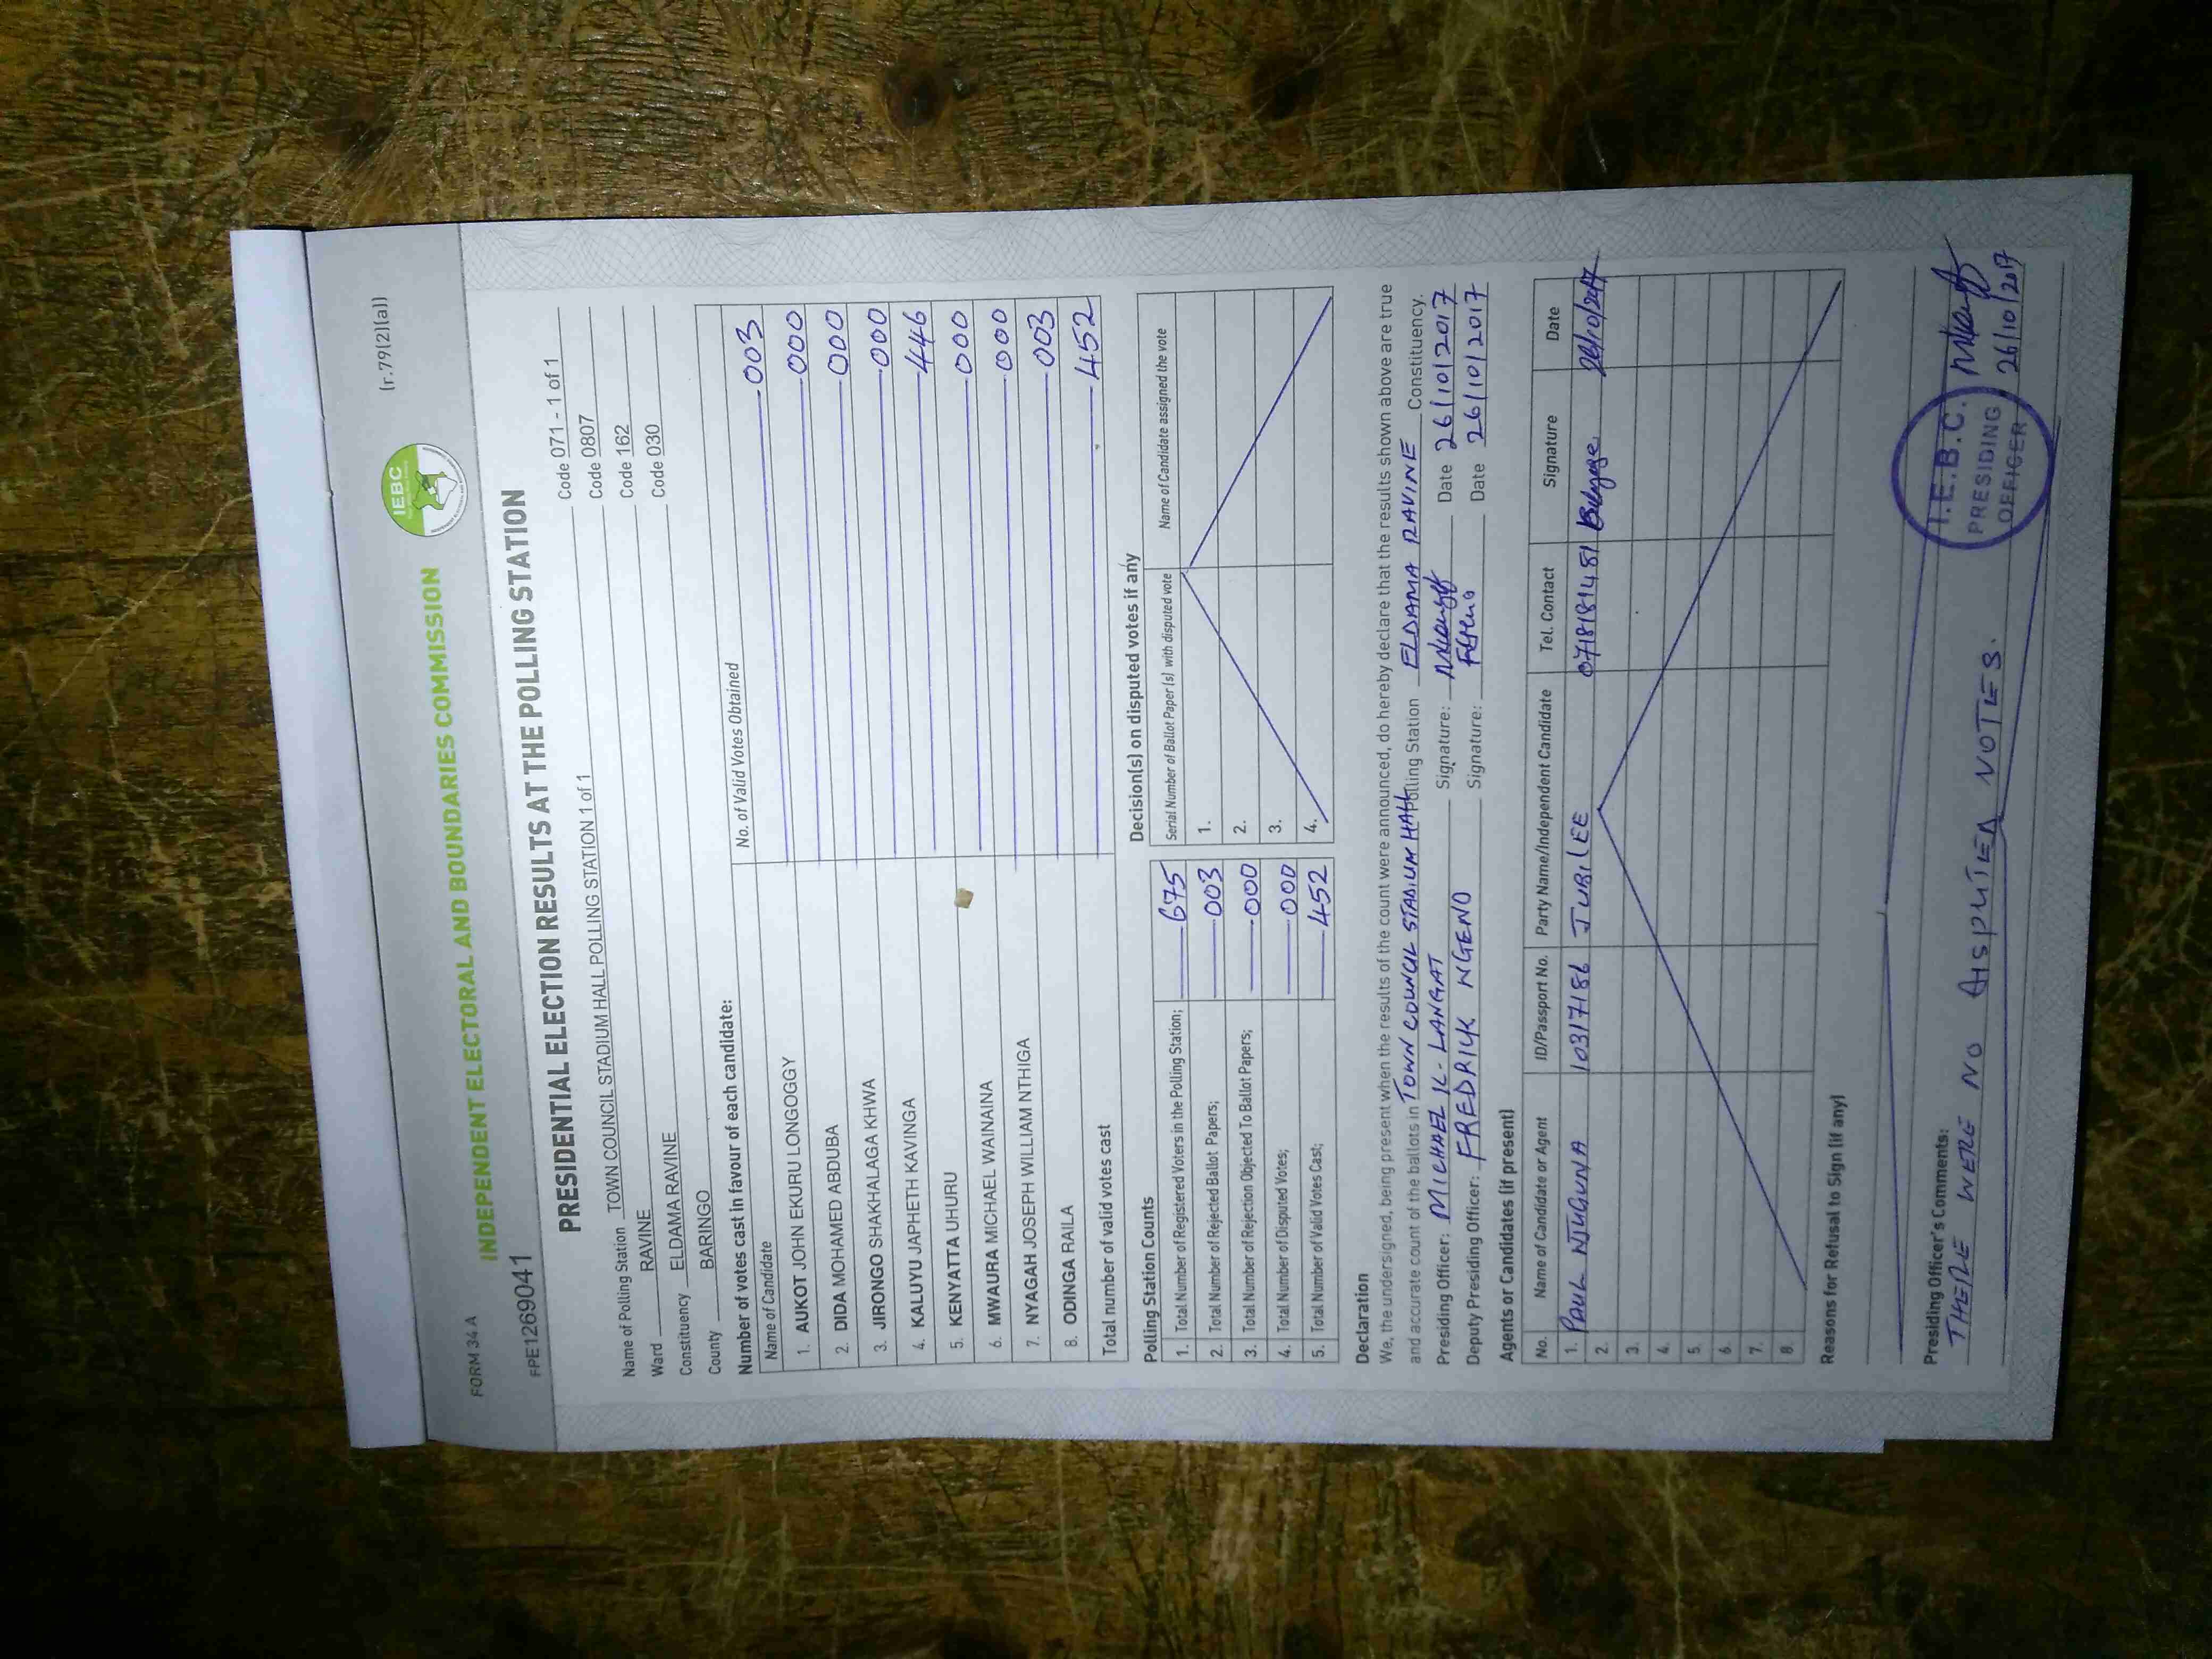 FORM 34A
(r.79(2)(a))
IEBC
INDEPENDENT ELECTORAL AND BOUNDARIES COMMISSION
FPE1269041
PRESIDENTIAL ELECTION RESULTS AT THE POLLING STATION
Name of Polling Station TOWN COUNCIL STADIUM HALL POLLING STATION 1 of 1 Code 071 - 1 of 1
Ward RAVINE Code 0807
Constituency ELDAMA RAVINE Code 162
County BARINGO Code 030
Number of votes cast in favour of each candidate:
Name of Candidate No. of Valid Votes Obtained
1. AUKOT JOHN EKURU LONGOGGY 003
2. DIDA MOHAMED ABDUBA 000
3. JIRONGO SHAKHALAGA KHWA 000
4. KALUYU JAPHETH KAVINGA 000
5. KENYATTA UHURU 446
6. MWAURA MICHAEL WAINAINA 000
7. NYAGAH JOSEPH WILLIAM NTHIGA 000
8. ODINGA RAILA 003
Total number of valid votes cast 452
Polling Station Counts
1. Total Number of Registered Voters in the Polling Station; 675
2. Total Number of Rejected Ballot Papers; 003
3. Total Number of Rejection Objected To Ballot Papers; 000
4. Total Number of Disputed Votes; 000
5. Total Number of Valid Votes Cast; 452
Decision(s) on disputed votes if any
Serial Number of Ballot Paper (s) with disputed vote Name of Candidate assigned the vote
1.
2.
3.
4.
Declaration
We, the undersigned, being present when the results of the count were announced, do hereby declare that the results shown above are true
and accurate count of the ballots in TOWN COUNCIL STADIUM HALL Polling Station ELDAMA RAVINE Constituency.
Presiding Officer: MICHAEL K. LANGAT Signature: Date 26/10/2017
Deputy Presiding Officer: FREDRICK NGENO Signature: Date 26/10/2017
Agents or Candidates (if present)
No. Name of Candidate or Agent ID/Passport No. Party Name/Independent Candidate Tel. Contact Signature Date
1. PAUL NJUGUNA 10317186 JUBILEE 0718181481 26/10/2017
2.
3.
4.
5.
6.
7.
8.
Reasons for Refusal to Sign (if any)
Presiding Officer's Comments:
THERE WERE NO DISPUTED VOTES.
I.E.B.C.
PRESIDING
OFFICER
26/10/2017